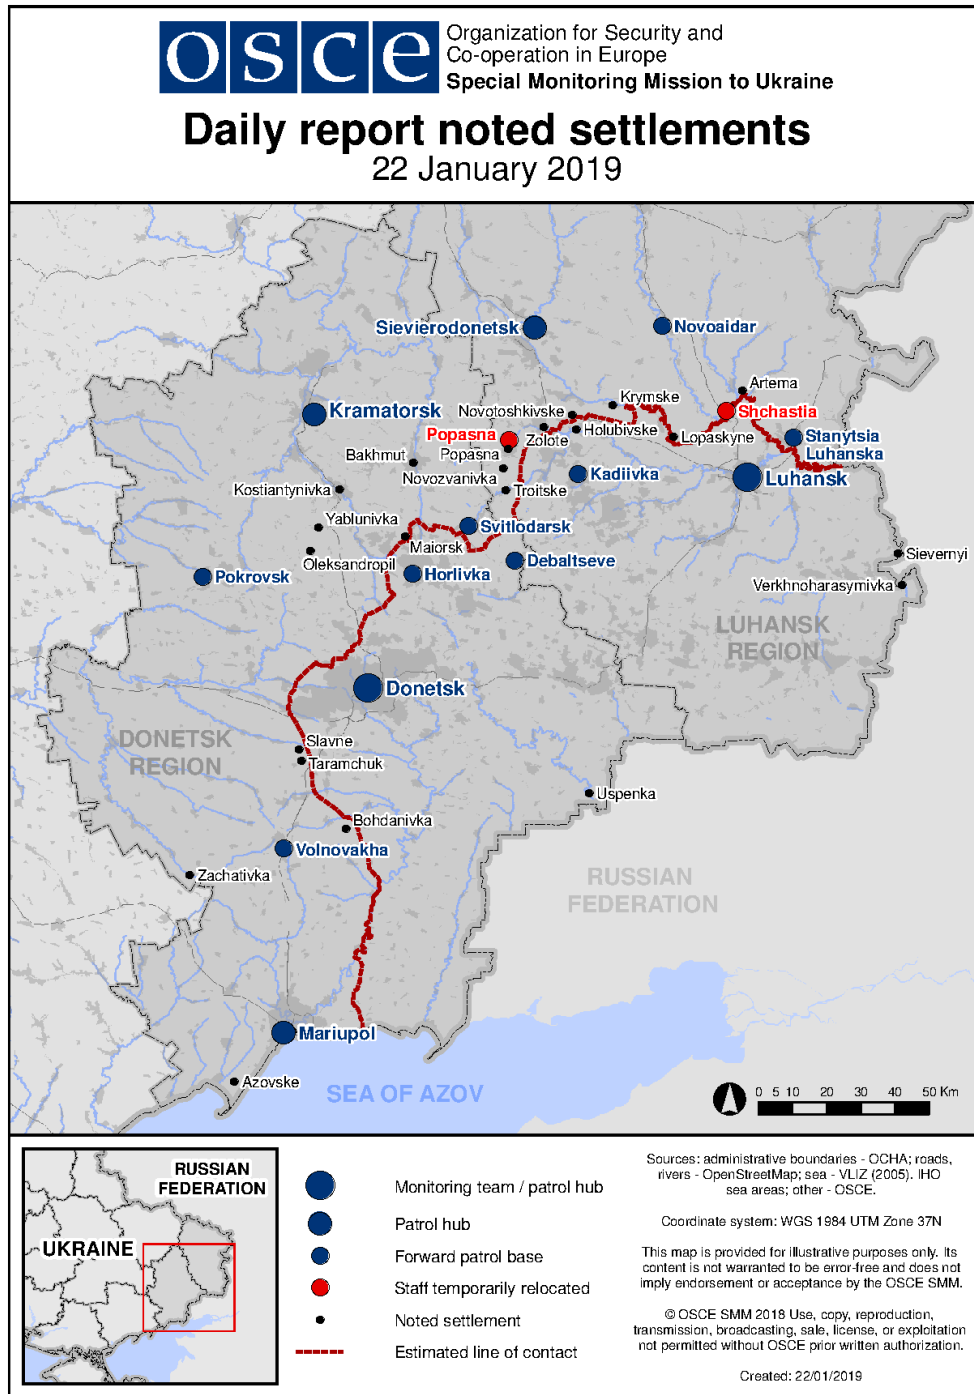 osce
Organization for Security and
Co-operation in Europe
Special Monitoring Mission to Ukraine
Daily report noted settlements
22 January 2019
Sievierodonetsk
Novoaidar
Artema
Krymske
Kramatorsk
Novotoshkivske
Shchastia
Popasna
Zolote
Holubivske
Lopaskyne
Stanytsia
Luhanska
Popasna
Bakhmut
Novozvanivka
Kadiivka
Luhansk
Kostiantynivka
Troitske
Yablunivka
Svitlodarsk
Maiorsk
Sievernyi
Oleksandropil
Debaltseve
Pokrovsk
Horlivka
Verkhnoharasymivka
LUHANSK
REGION
Donetsk
DONETSK
REGION
Slavne
Taramchuk
Uspenka
Bohdanivka
Volnovakha
Zachativka
RUSSIAN
FEDERATION
Mariupol
Azovske
SEA OF AZOV
0 5 10 20 30 40 50 Km
RUSSIAN
FEDERATION
UKRAINE
Monitoring team / patrol hub
Patrol hub
Forward patrol base
Staff temporarily relocated
Noted settlement
Estimated line of contact
Sources: administrative boundaries - OCHA; roads,
rivers - OpenStreetMap; sea - VLIZ (2005). IHO
sea areas; other - OSCE.
Coordinate system: WGS 1984 UTM Zone 37N
This map is provided for illustrative purposes only. Its
content is not warranted to be error-free and does not
imply endorsement or acceptance by the OSCE SMM.
© OSCE SMM 2018 Use, copy, reproduction,
transmission, broadcasting, sale, license, or exploitation
not permitted without OSCE prior written authorization.
Created: 22/01/2019